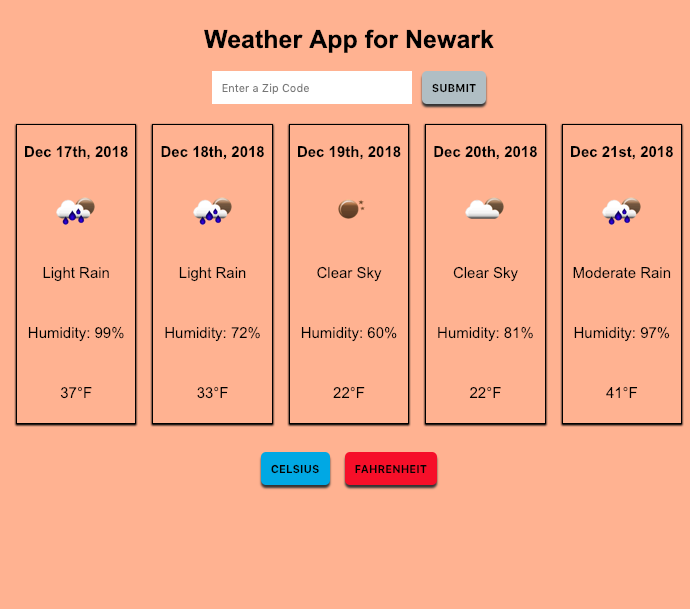 Weather App for Newark
Enter a Zip Code SUBMIT
Dec 17th, 2018 Dec 18th, 2018 Dec 19th, 2018 Dec 20th, 2018 Dec 21st, 2018
Light Rain Light Rain Clear Sky Clear Sky Moderate Rain
Humidity: 99% Humidity: 72% Humidity: 60% Humidity: 81% Humidity: 97%
37°F 33°F 22°F 22°F 41°F
CELSIUS FAHRENHEIT